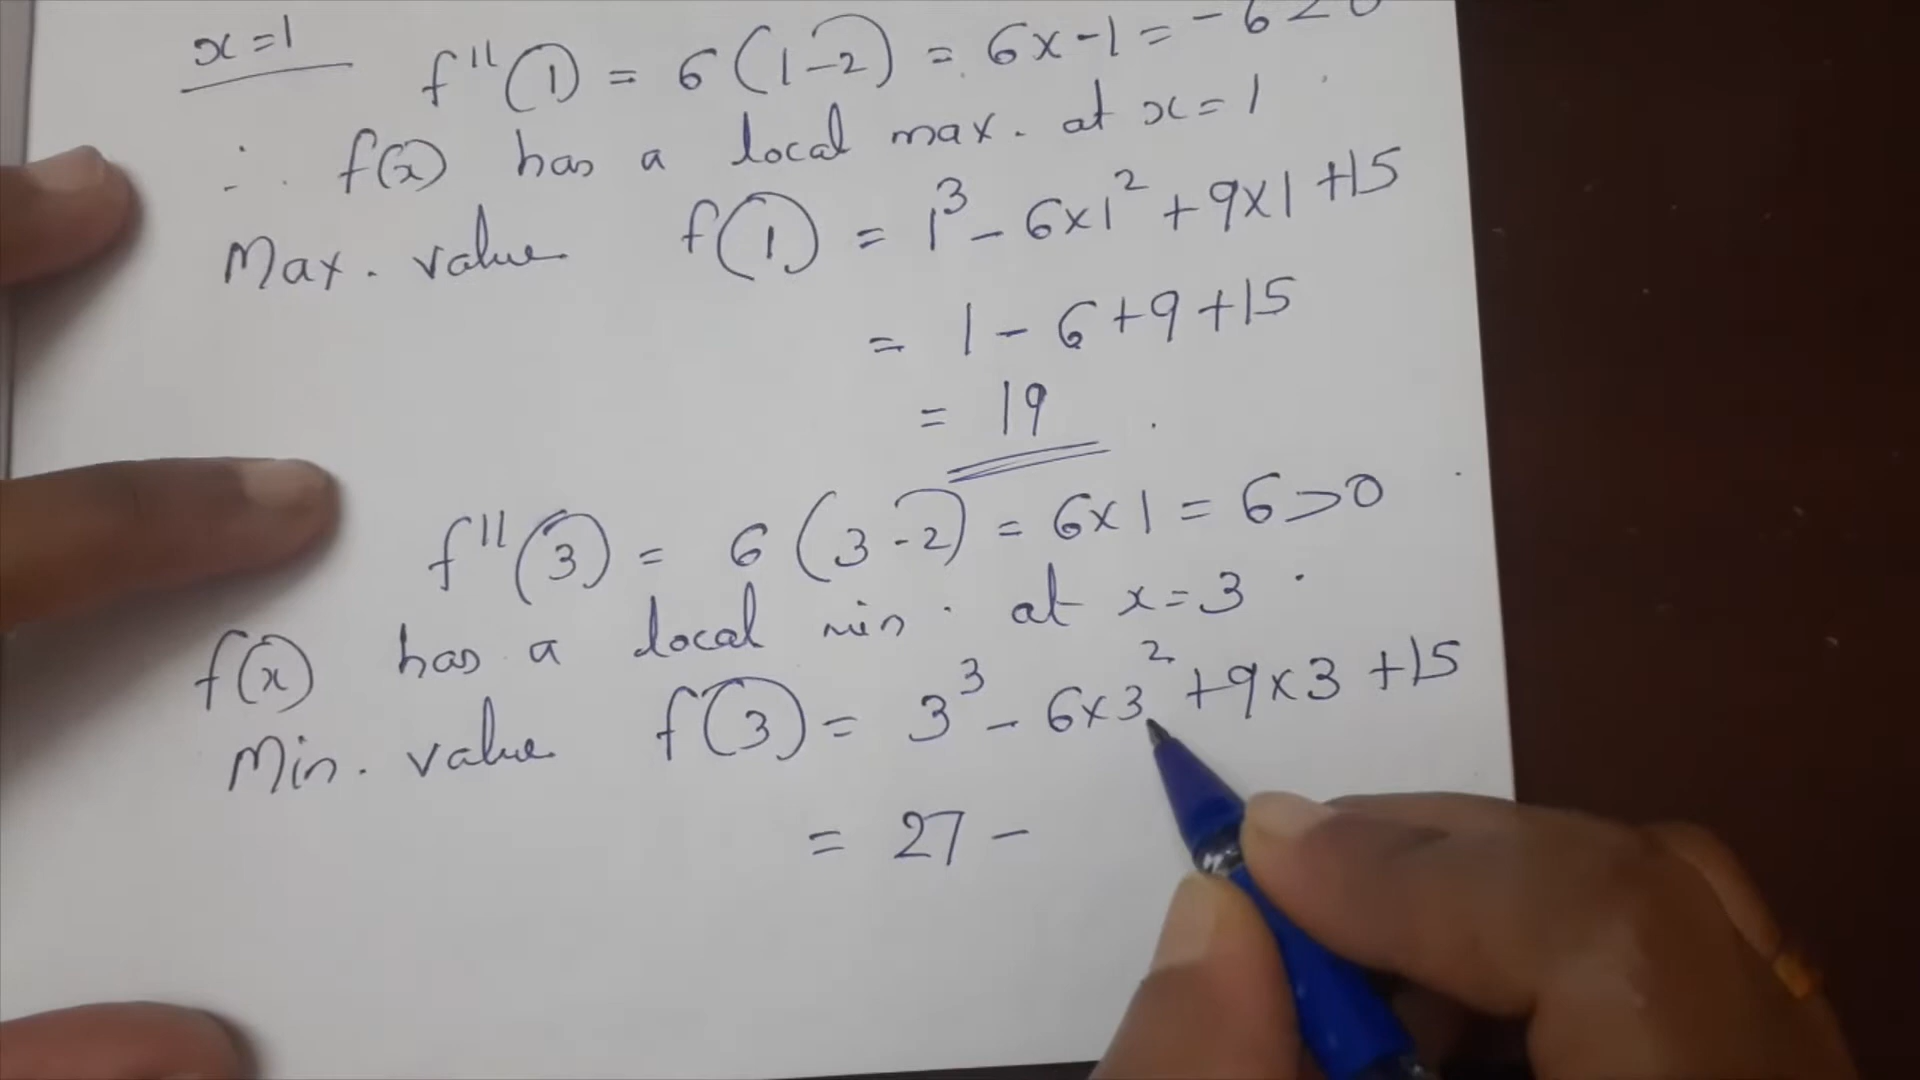 x=1
f''(1) = 6(1-2) = 6x-1 = -6<0
∴ f(x) has a local max. at x=1
Max. value f(1) = 1³ - 6x1² + 9x1 +15
= 1 - 6+9+15
= 19
f''(3) = 6(3-2) = 6x1 = 6>0
f(x) has a local min. at x=3
Min. value f(3) = 3³ - 6x3² +9x3 +15
= 27 -